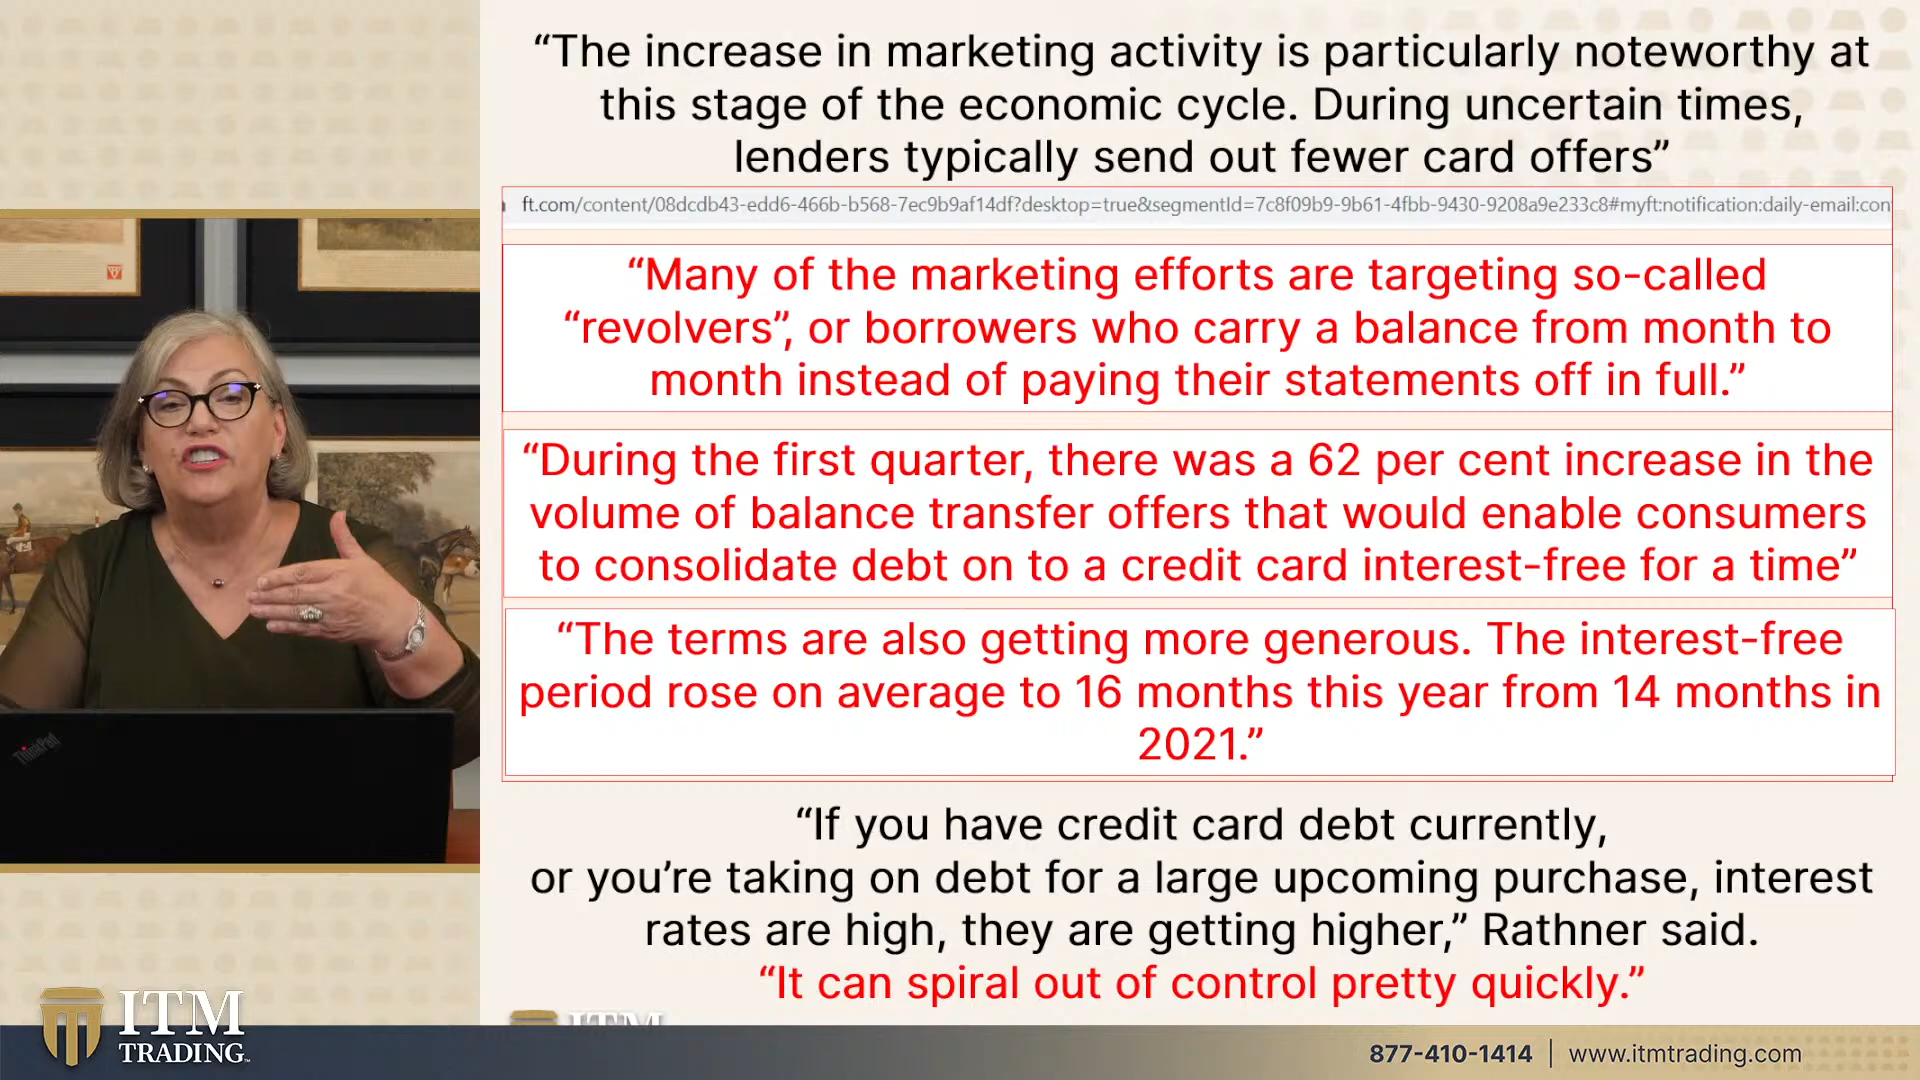 “The increase in marketing activity is particularly noteworthy at
this stage of the economic cycle. During uncertain times,
lenders typically send out fewer card offers”
ft.com/content/08dcdb43-edd6-466b-b568-7ec9b9af14df?desktop=true&segmentId=7c8f09b9-9b61-4fbb-9430-9208a9e233c8#myft:notification:daily-email:con
“Many of the marketing efforts are targeting so-called
“revolvers”, or borrowers who carry a balance from month to
month instead of paying their statements off in full.”
“During the first quarter, there was a 62 per cent increase in the
volume of balance transfer offers that would enable consumers
to consolidate debt on to a credit card interest-free for a time”
“The terms are also getting more generous. The interest-free
period rose on average to 16 months this year from 14 months in
2021.”
“If you have credit card debt currently,
or you’re taking on debt for a large upcoming purchase, interest
rates are high, they are getting higher,” Rathner said.
“It can spiral out of control pretty quickly.”
ThinkPad
ITM
TRADING™
ITM
877-410-1414 | www.itmtrading.com